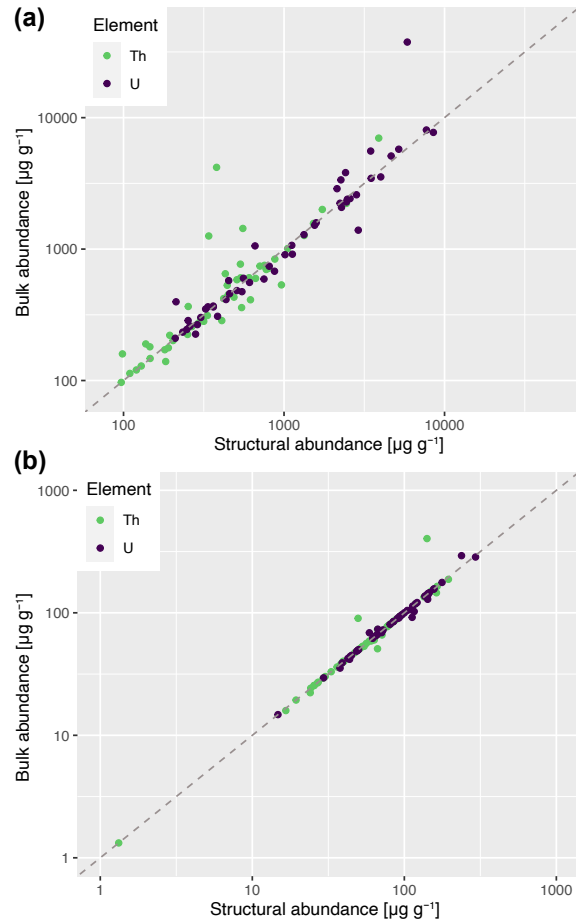 (a)
Element
Th
U
10000
1000
100
Bulk abundance [µg g⁻¹]
100
1000
10000
Structural abundance [µg g⁻¹]
(b)
Element
Th
U
1000
100
10
1
Bulk abundance [µg g⁻¹]
1
10
100
1000
Structural abundance [µg g⁻¹]